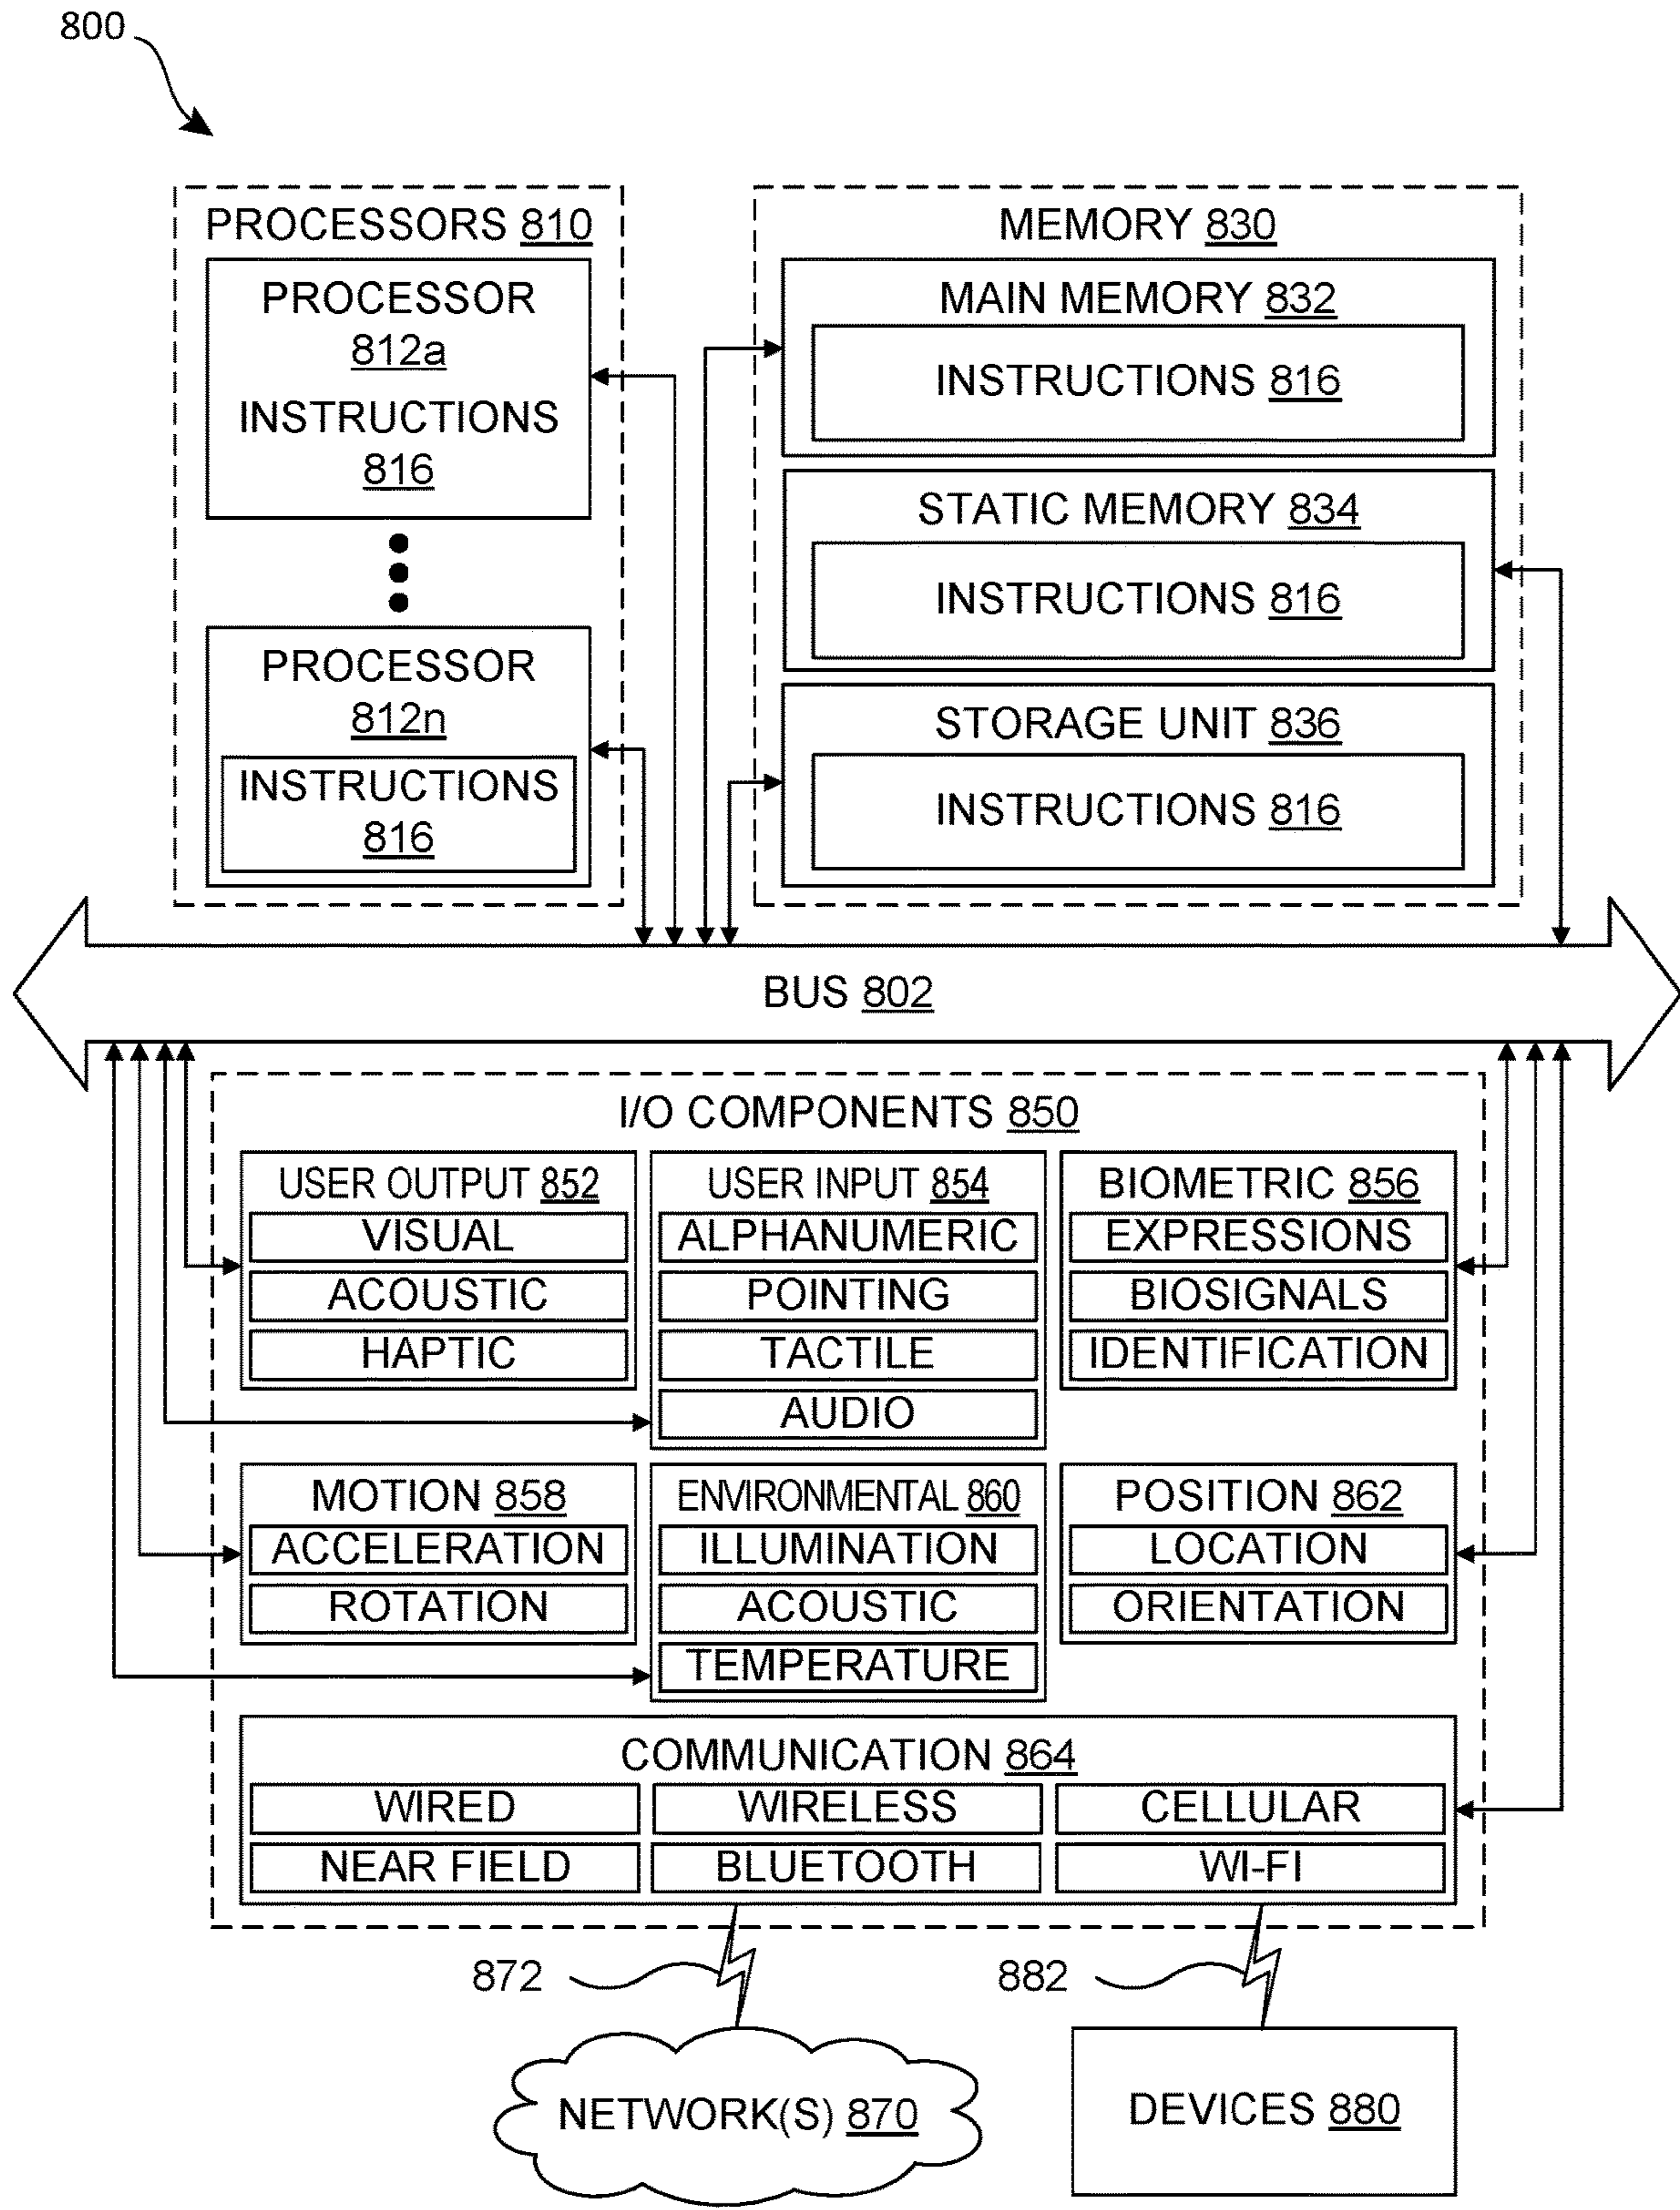 800
PROCESSORS 810
PROCESSOR
812a
INSTRUCTIONS
816
PROCESSOR
812n
INSTRUCTIONS
816
MEMORY 830
MAIN MEMORY 832
INSTRUCTIONS 816
STATIC MEMORY 834
INSTRUCTIONS 816
STORAGE UNIT 836
INSTRUCTIONS 816
BUS 802
I/O COMPONENTS 850
USER OUTPUT 852
VISUAL
ACOUSTIC
HAPTIC
USER INPUT 854
ALPHANUMERIC
POINTING
TACTILE
AUDIO
BIOMETRIC 856
EXPRESSIONS
BIOSIGNALS
IDENTIFICATION
MOTION 858
ACCELERATION
ROTATION
ENVIRONMENTAL 860
ILLUMINATION
ACOUSTIC
TEMPERATURE
POSITION 862
LOCATION
ORIENTATION
COMMUNICATION 864
WIRED
WIRELESS
CELLULAR
NEAR FIELD
BLUETOOTH
WI-FI
872
882
NETWORK(S) 870
DEVICES 880